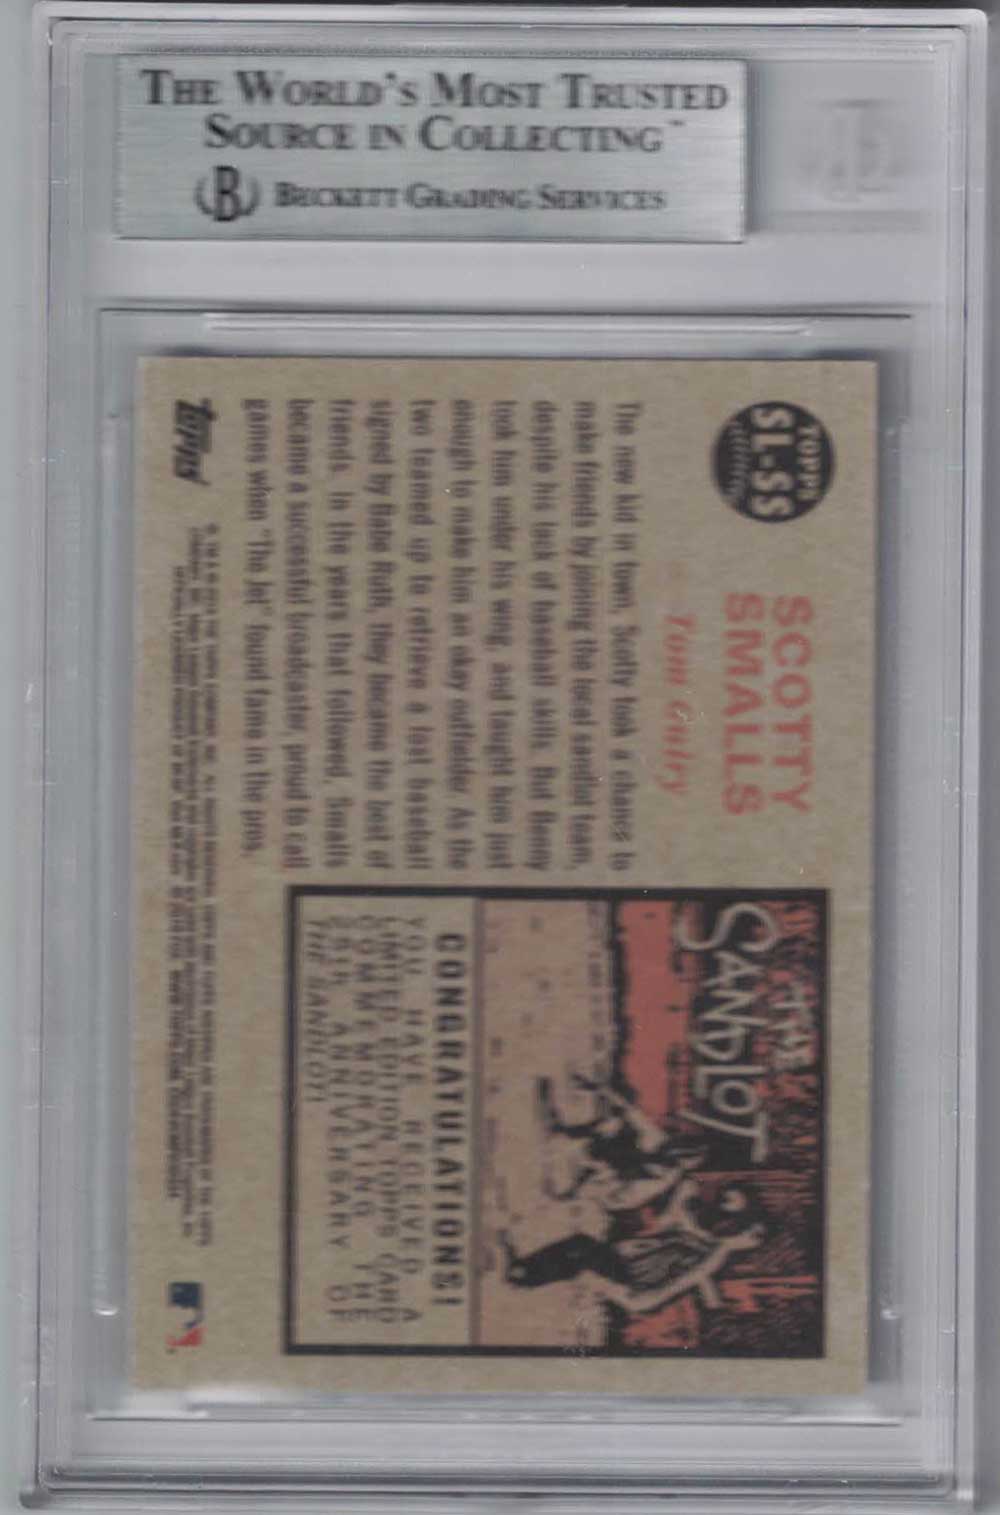 THE WORLD'S MOST TRUSTED
SOURCE IN COLLECTING™
B BECKETT GRADING SERVICES
TOPPS
SL-SS
SCOTTY
SMALLS
Tom Guiry
The new kid in town, Scotty took a chance to
make friends by joining the local sandlot team,
despite his lack of baseball skills. But Benny
took him under his wing, and taught him just
enough to make him an okay outfielder. As the
two teamed up to retrieve a lost baseball
signed by Babe Ruth, they became the best of
friends. In the years that followed, Smalls
became a successful broadcaster, proud to call
games when "The Jet" found fame in the pros.
topps
THE
SANDLOT
CONGRATULATIONS!
YOU HAVE RECEIVED A
LIMITED EDITION TOPPS CARD
COMMEMORATING THE
25TH ANNIVERSARY OF
THE SANDLOT!